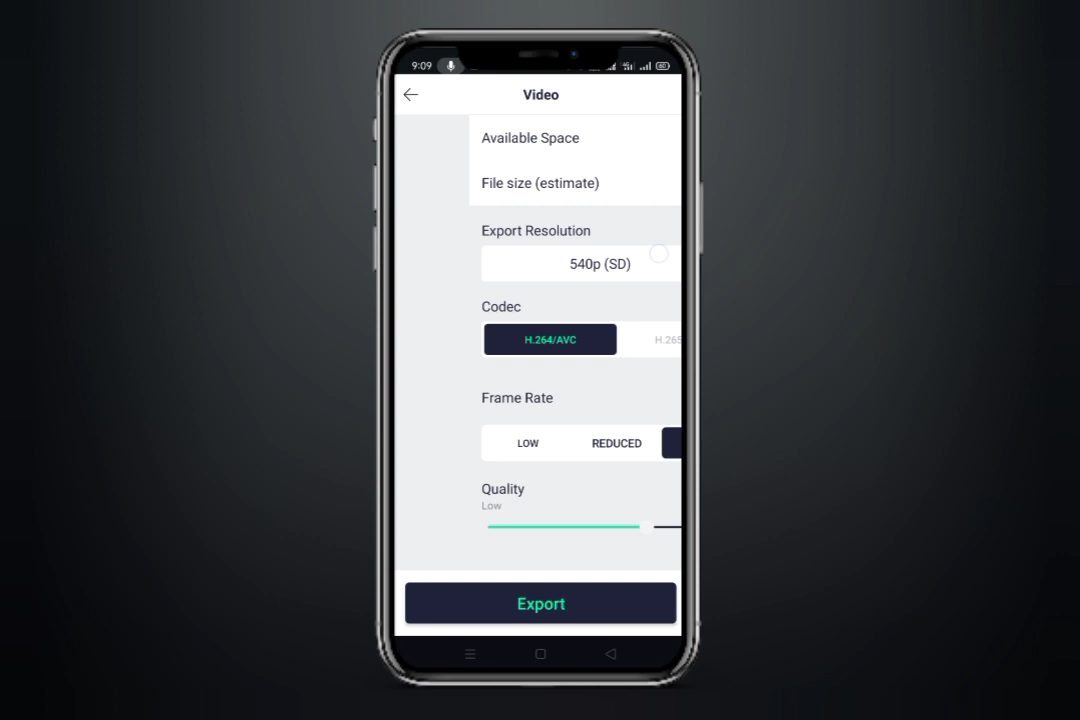 9:09
Video
Available Space
File size (estimate)
Export Resolution
540p (SD)
Codec
H.264/AVC H.265
Frame Rate
LOW REDUCED
Quality
Low
Export